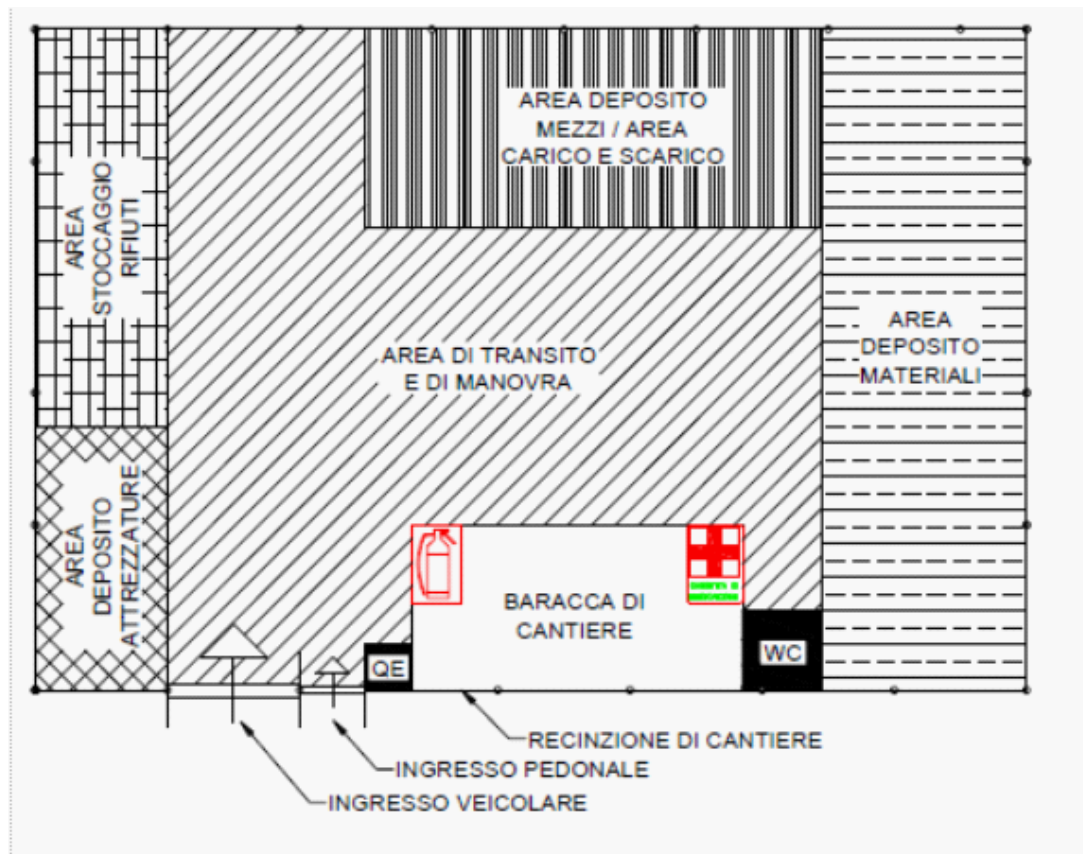 AREA DEPOSITO
MEZZI / AREA
CARICO E SCARICO
AREA
STOCCAGGIO
RIFIUTI
AREA DI TRANSITO
E DI MANOVRA
AREA
DEPOSITO
MATERIALI
AREA
DEPOSITO
ATTREZZATURE
BARACCA DI
CANTIERE
QE
WC
RECINZIONE DI CANTIERE
INGRESSO PEDONALE
INGRESSO VEICOLARE